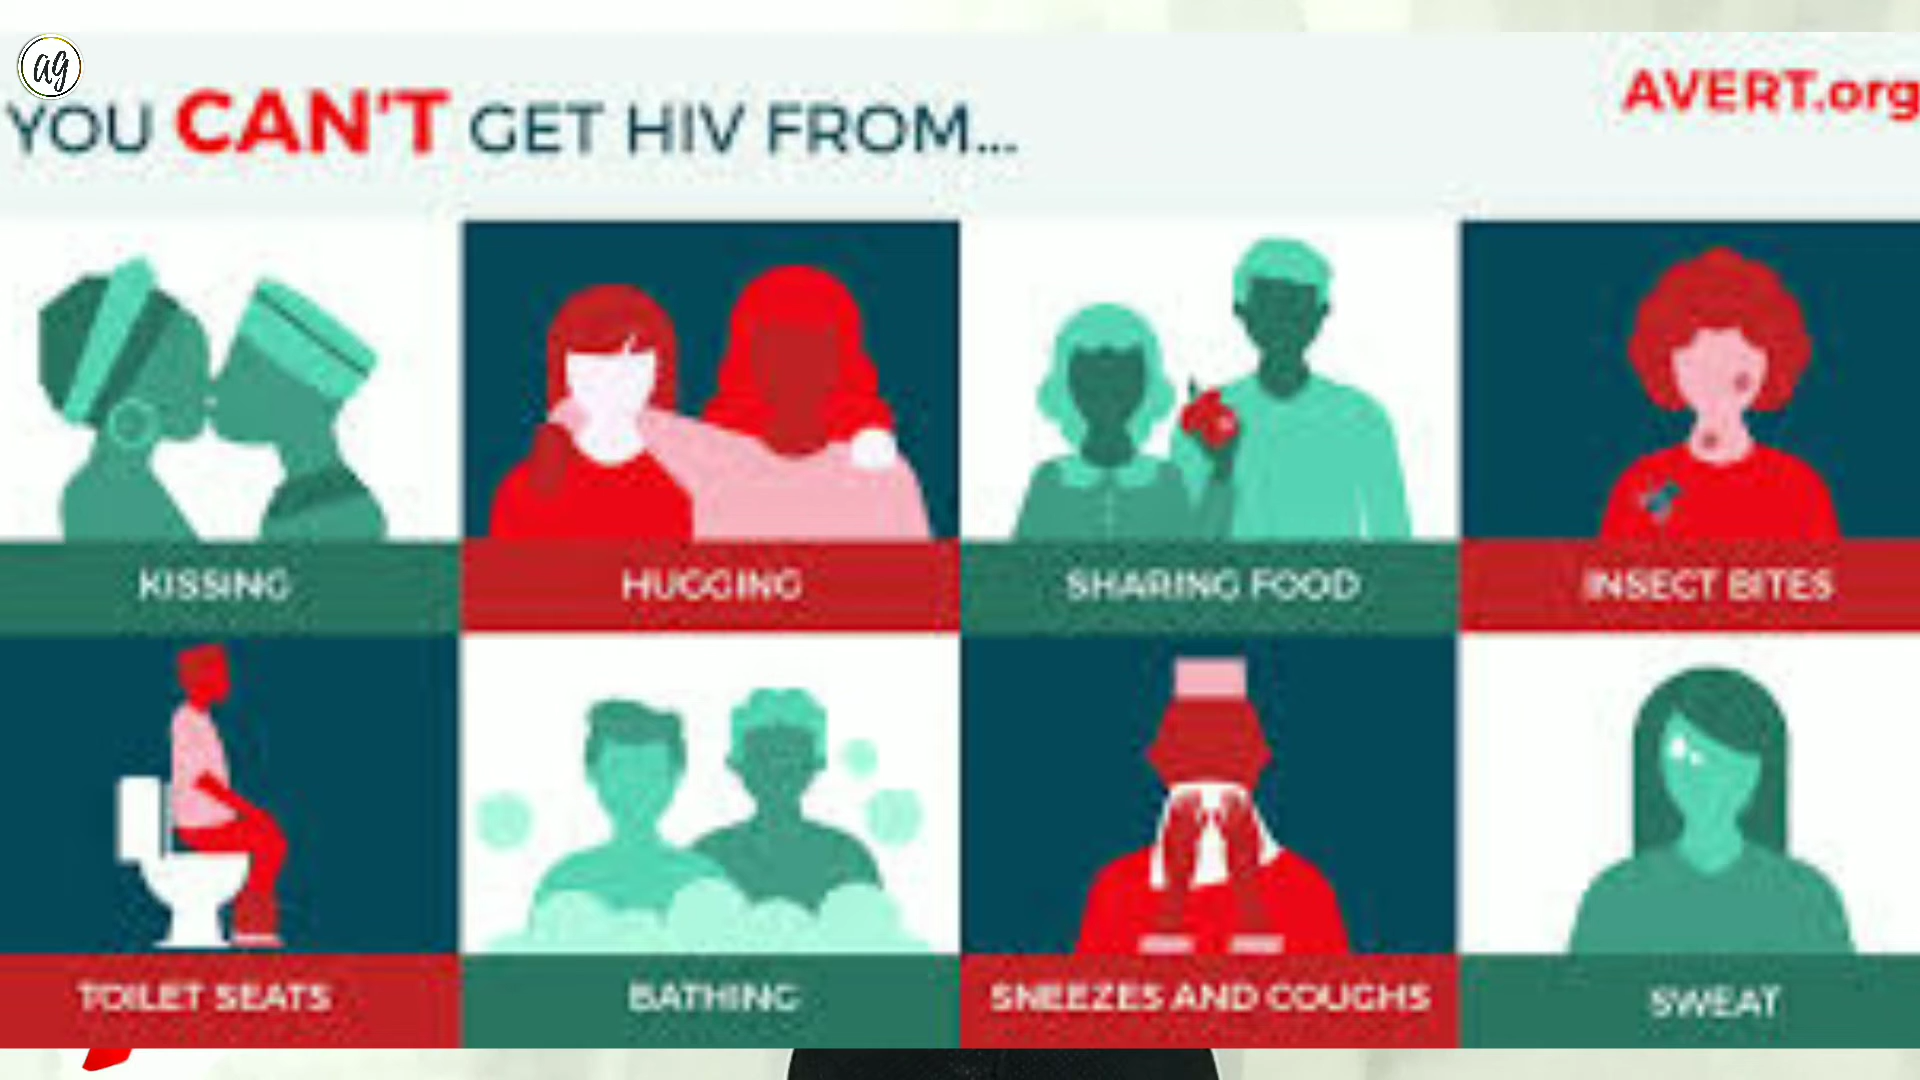 ag
AVERT.org
YOU CAN'T GET HIV FROM...
KISSING
HUGGING
SHARING FOOD
INSECT BITES
TOILET SEATS
BATHING
SNEEZES AND COUGHS
SWEAT